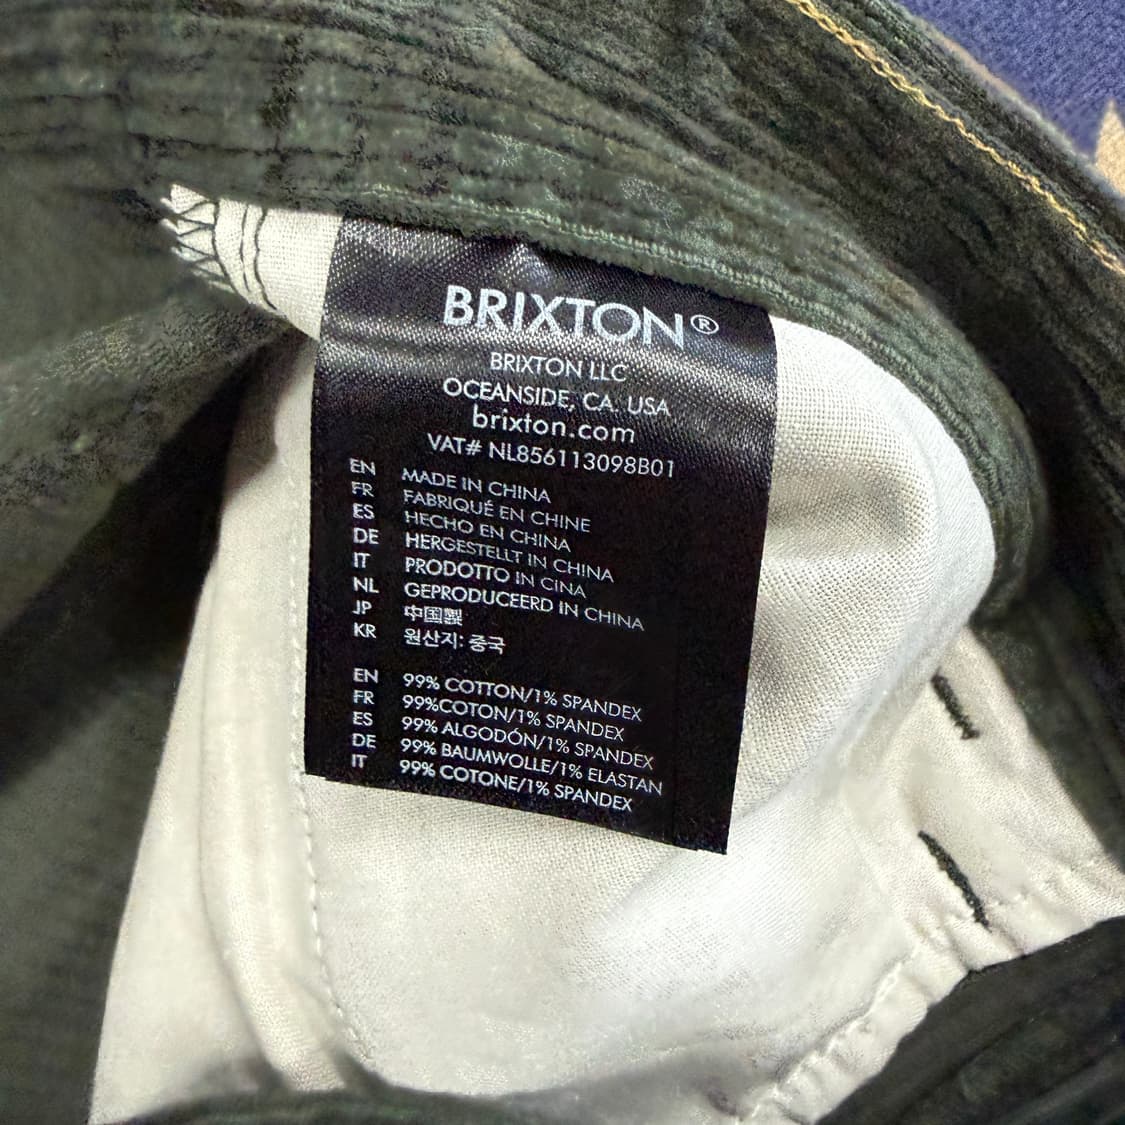 BRIXTON®
BRIXTON LLC
OCEANSIDE, CA. USA
brixton.com
VAT# NL856113098B01
EN MADE IN CHINA
FR FABRIQUÉ EN CHINE
ES HECHO EN CHINA
DE HERGESTELLT IN CHINA
IT PRODOTTO IN CINA
NL GEPRODUCEERD IN CHINA
JP 中国製
KR 원산지: 중국
EN 99% COTTON/1% SPANDEX
FR 99%COTON/1% SPANDEX
ES 99% ALGODÓN/1% SPANDEX
DE 99% BAUMWOLLE/1% ELASTAN
IT 99% COTONE/1% SPANDEX